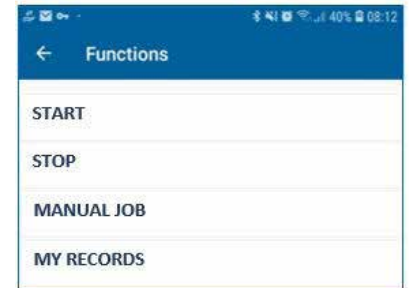 40% 08:12
← Functions
START
STOP
MANUAL JOB
MY RECORDS